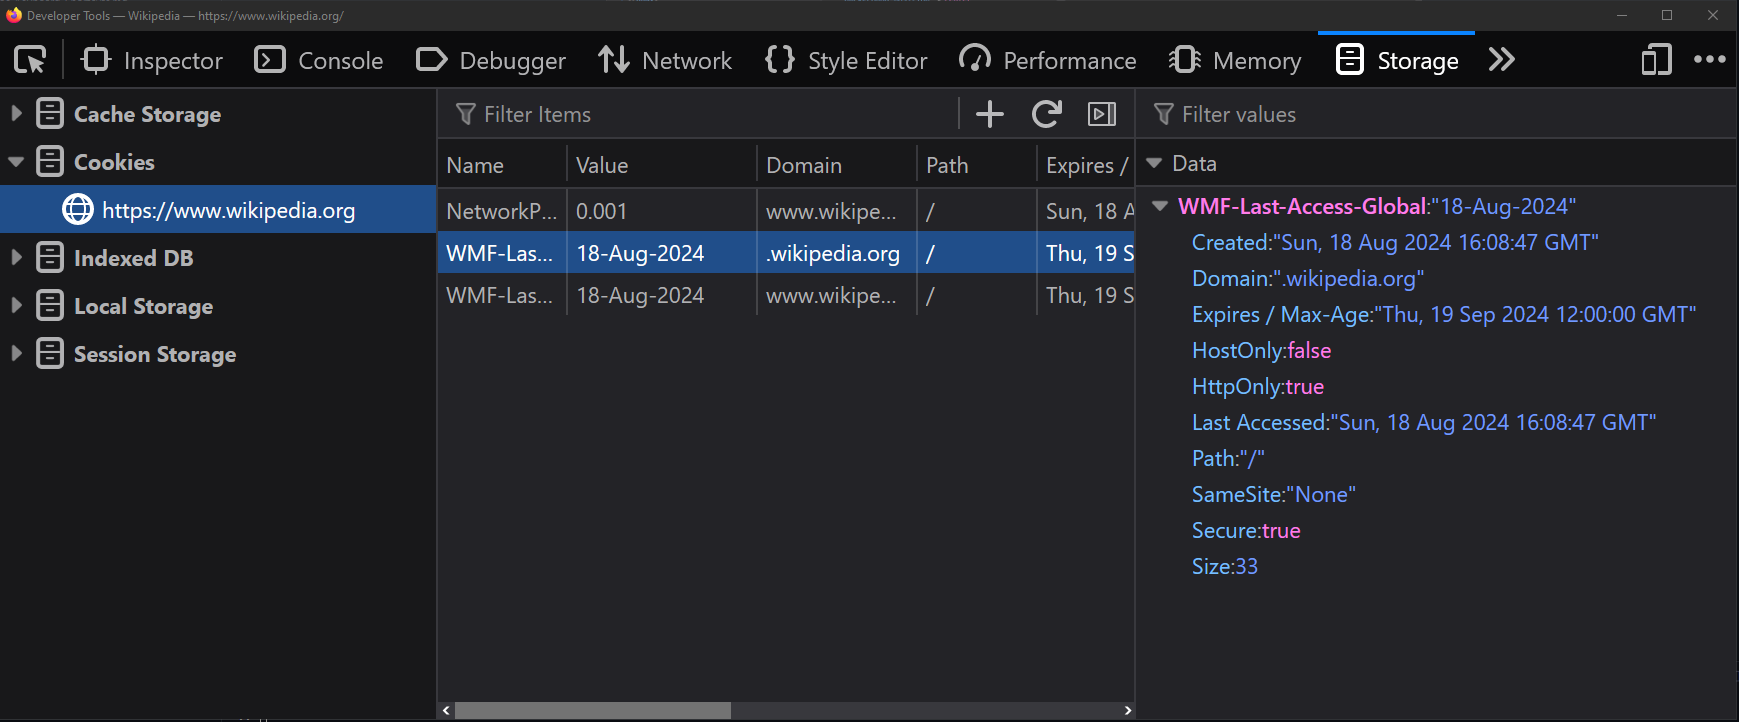 Developer Tools — Wikipedia — https://www.wikipedia.org/
Inspector Console Debugger Network Style Editor Performance Memory Storage
Cache Storage
Cookies
https://www.wikipedia.org
Indexed DB
Local Storage
Session Storage
Filter Items
Name Value Domain Path Expires /
NetworkP... 0.001 www.wikipe... / Sun, 18 A
WMF-Las... 18-Aug-2024 .wikipedia.org / Thu, 19 S
WMF-Las... 18-Aug-2024 www.wikipe... / Thu, 19 S
Filter values
Data
WMF-Last-Access-Global:"18-Aug-2024"
Created:"Sun, 18 Aug 2024 16:08:47 GMT"
Domain:".wikipedia.org"
Expires / Max-Age:"Thu, 19 Sep 2024 12:00:00 GMT"
HostOnly:false
HttpOnly:true
Last Accessed:"Sun, 18 Aug 2024 16:08:47 GMT"
Path:"/"
SameSite:"None"
Secure:true
Size:33